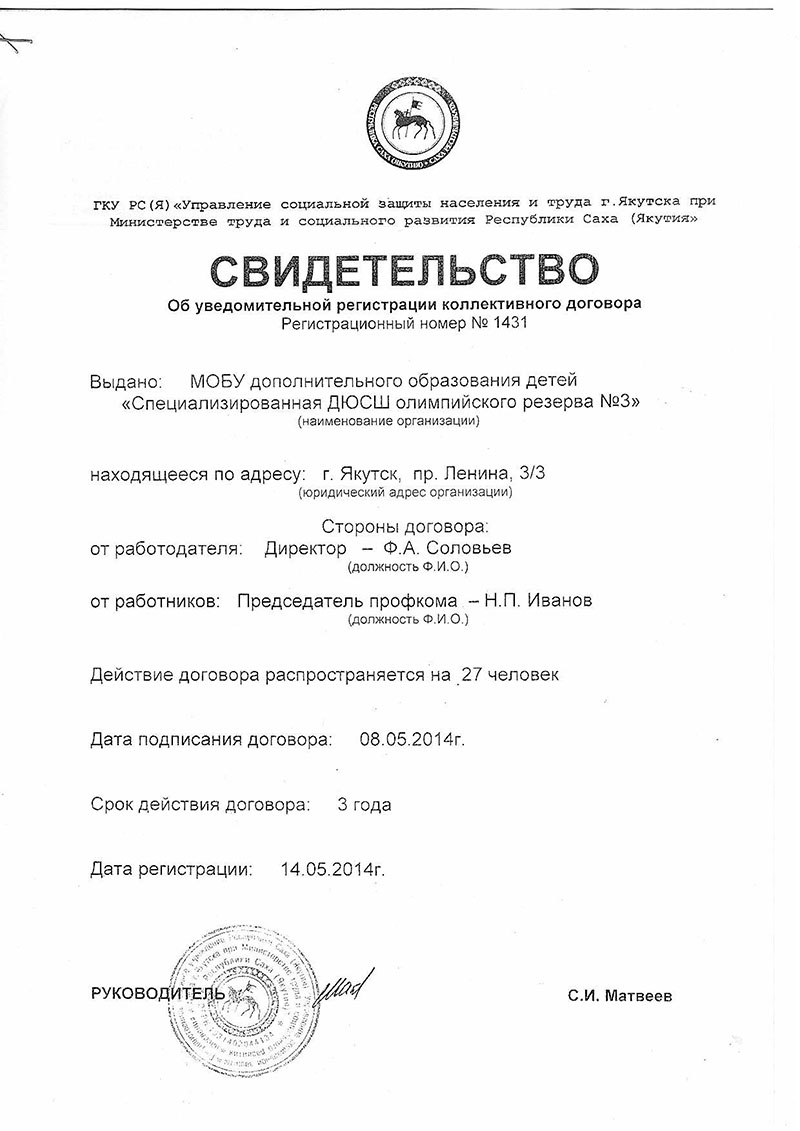 ГКУ РС(Я)«Управление социальной защиты населения и труда г.Якутска при
Министерстве труда и социального развития Республики Саха (Якутия»
СВИДЕТЕЛЬСТВО
Об уведомительной регистрации коллективного договора
Регистрационный номер № 1431
Выдано: МОБУ дополнительного образования детей
«Специализированная ДЮСШ олимпийского резерва №3»
(наименование организации)
находящееся по адресу: г. Якутск, пр. Ленина, 3/3
(юридический адрес организации)
Стороны договора:
от работодателя: Директор – Ф.А. Соловьев
(должность Ф.И.О.)
от работников: Председатель профкома – Н.П. Иванов
(должность Ф.И.О.)
Действие договора распространяется на 27 человек
Дата подписания договора: 08.05.2014г.
Срок действия договора: 3 года
Дата регистрации: 14.05.2014г.
РУКОВОДИТЕЛЬ С.И. Матвеев